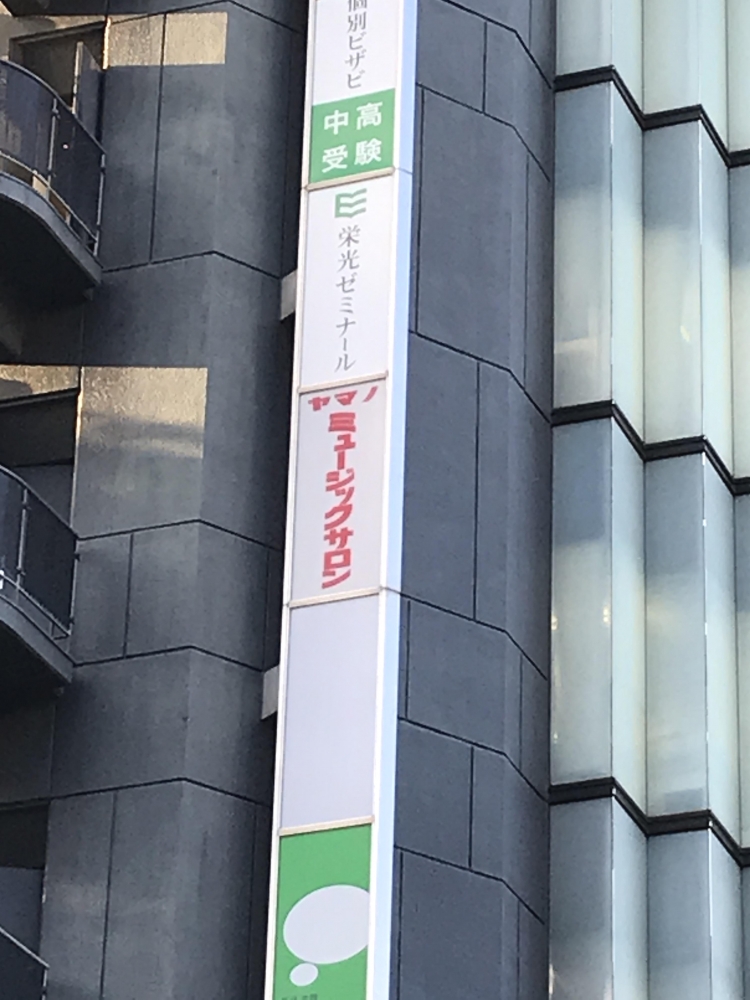 個別ビザビ
中高
受験
栄光ゼミナール
ヤマノ
ミュージックサロン